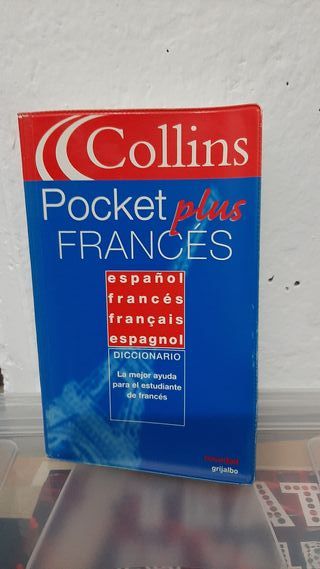 Collins
Pocket plus
FRANCÉS
español
francés
français
espagnol
DICCIONARIO
La mejor ayuda
para el estudiante
de francés
grijalbo